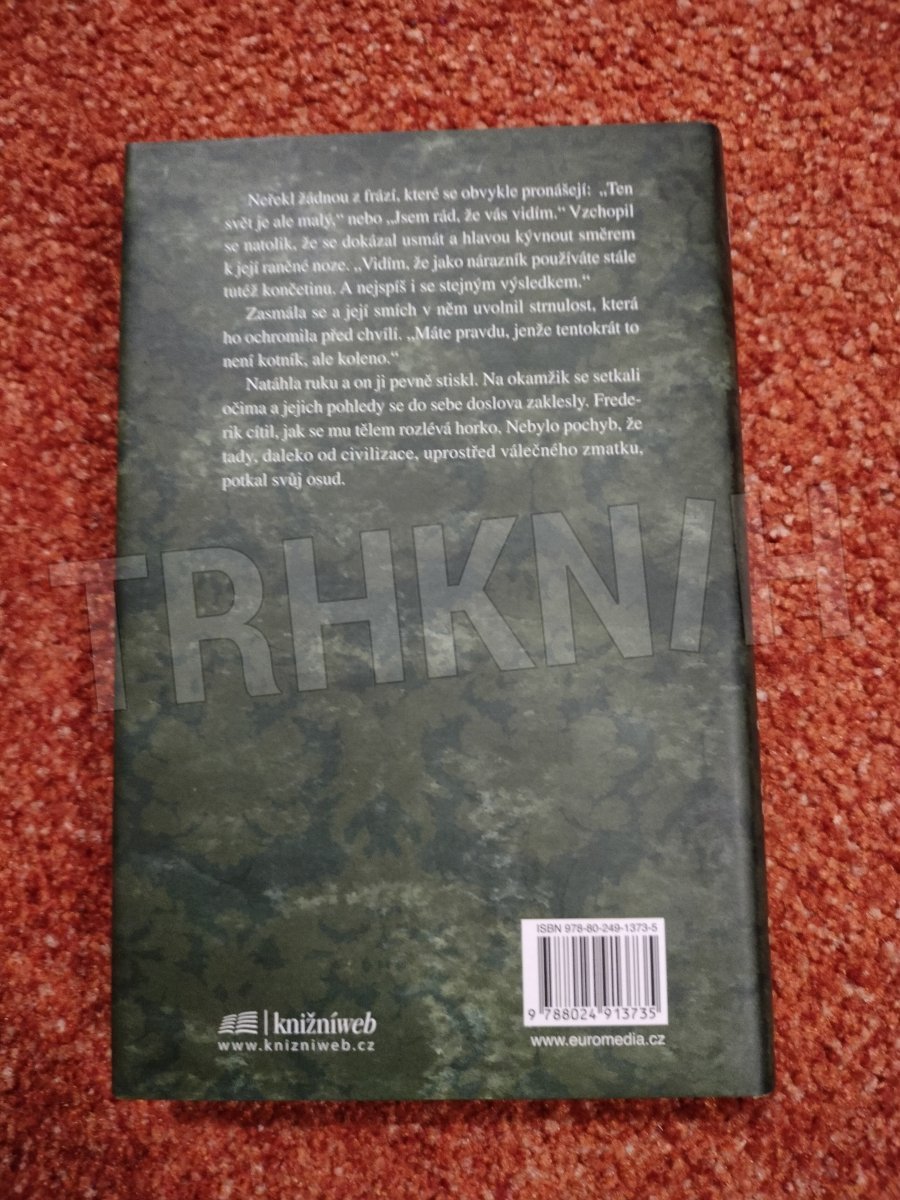 Neřekl žádnou z frází, které se obvykle pronášejí: „Ten
svět je ale malý,“ nebo „Jsem rád, že vás vidím.“ Vzchopil
se natolik, že se dokázal usmát a hlavou kývnout směrem
k její raněné noze. „Vidím, že jako nárazník používáte stále
tutéž končetinu. A nejspíš i se stejným výsledkem.“
Zasmála se a její smích v něm uvolnil strnulost, která
ho ochromila před chvílí. „Máte pravdu, jenže tentokrát to
není kotník, ale koleno.“
Natáhla ruku a on ji pevně stiskl. Na okamžik se setkali
očima a jejich pohledy se do sebe doslova zaklesly. Frede-
rik cítil, jak se mu tělem rozlévá horko. Nebylo pochyb, že
tady, daleko od civilizace, uprostřed válečného zmatku,
potkal svůj osud.
TRHKNIH
ISBN 978-80-249-1373-5
9 788024 913735
www.euromedia.cz
knižníweb
www.knizniweb.cz